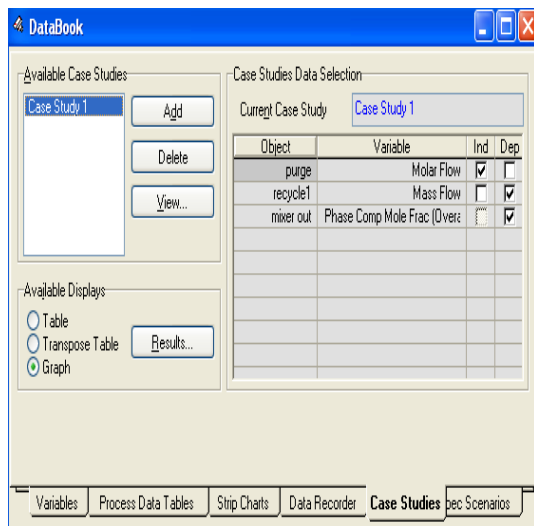 DataBook
Available Case Studies
Case Study 1
Add
Delete
View...
Available Displays
Table
Transpose Table
Graph
Results...
Case Studies Data Selection
Current Case Study Case Study 1
Object Variable Ind Dep
purge Molar Flow
recycle1 Mass Flow
mixer out Phase Comp Mole Frac (Overa
Variables Process Data Tables Strip Charts Data Recorder Case Studies pec Scenarios